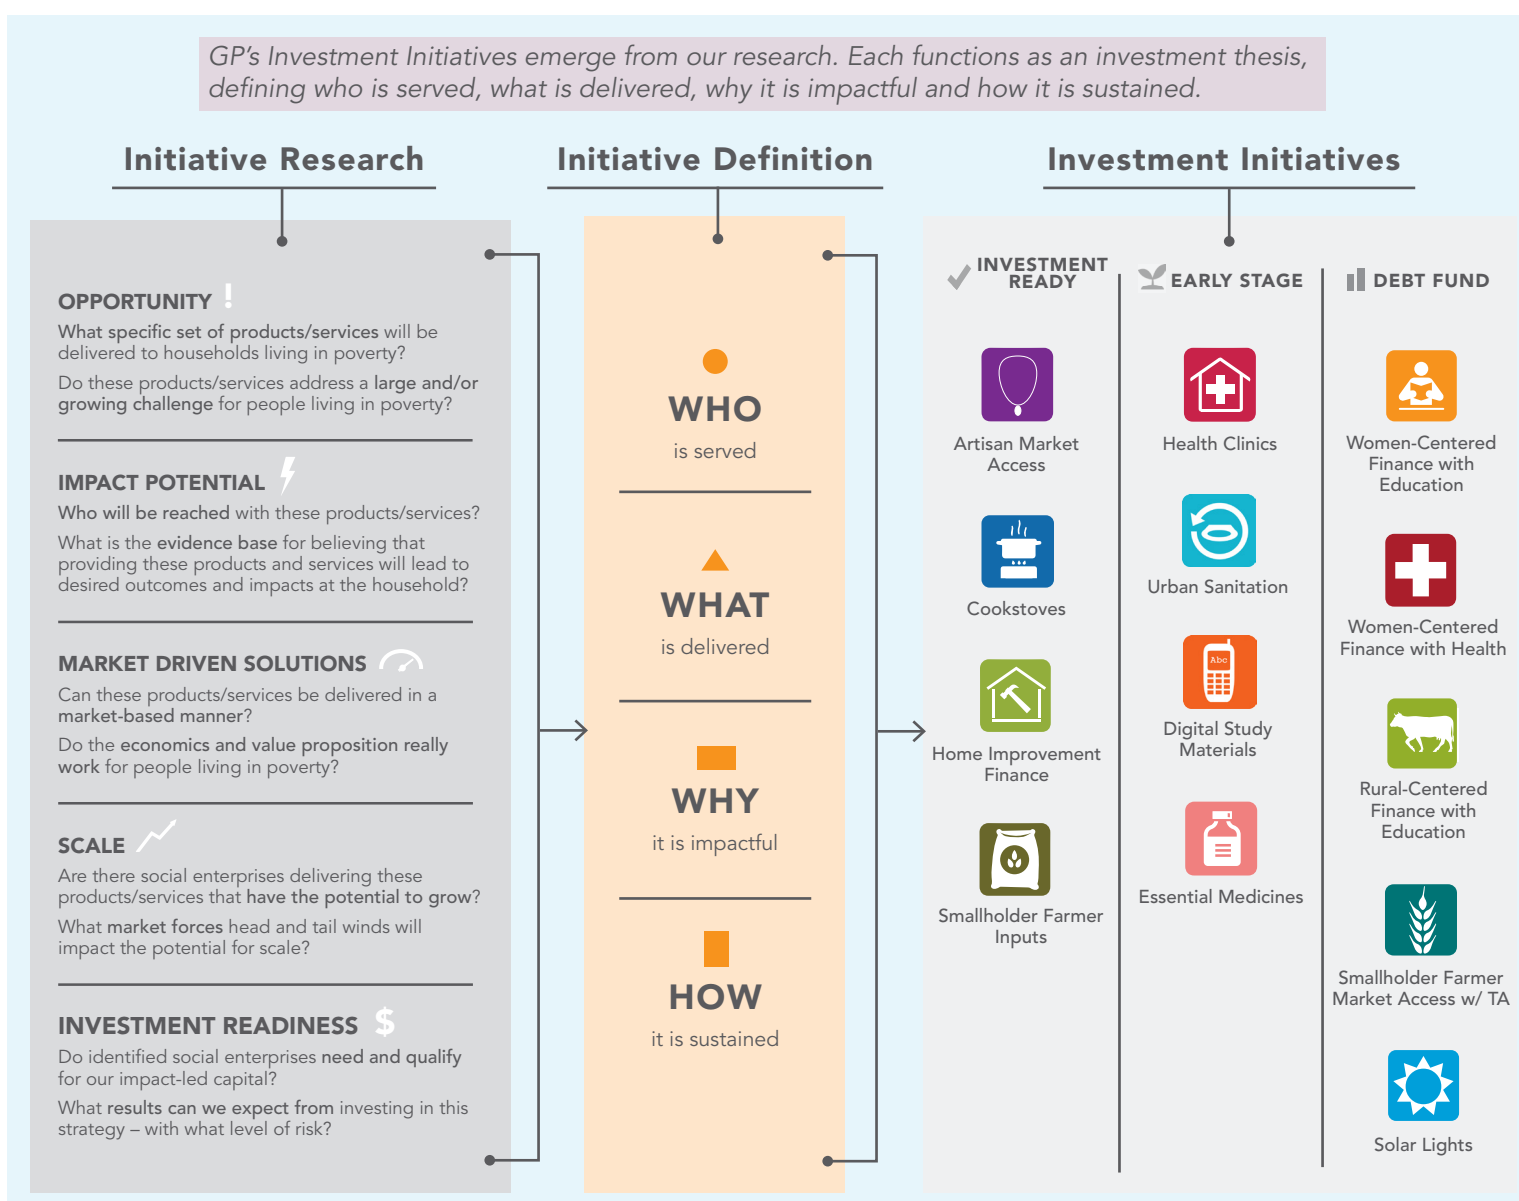 GP's Investment Initiatives emerge from our research. Each functions as an investment thesis,
defining who is served, what is delivered, why it is impactful and how it is sustained.
Initiative Research
OPPORTUNITY !
What specific set of products/services will be
delivered to households living in poverty?
Do these products/services address a large and/or
growing challenge for people living in poverty?
IMPACT POTENTIAL
Who will be reached with these products/services?
What is the evidence base for believing that
providing these products and services will lead to
desired outcomes and impacts at the household?
MARKET DRIVEN SOLUTIONS
Can these products/services be delivered in a
market-based manner?
Do the economics and value proposition really
work for people living in poverty?
SCALE
Are there social enterprises delivering these
products/services that have the potential to grow?
What market forces head and tail winds will
impact the potential for scale?
INVESTMENT READINESS $
Do identified social enterprises need and qualify
for our impact-led capital?
What results can we expect from investing in this
strategy – with what level of risk?
Initiative Definition
WHO
is served
WHAT
is delivered
WHY
it is impactful
HOW
it is sustained
Investment Initiatives
INVESTMENT
READY
Artisan Market
Access
Cookstoves
Home Improvement
Finance
Smallholder Farmer
Inputs
EARLY STAGE
Health Clinics
Urban Sanitation
Abc
Digital Study
Materials
Essential Medicines
DEBT FUND
Women-Centered
Finance with
Education
Women-Centered
Finance with Health
Rural-Centered
Finance with
Education
Smallholder Farmer
Market Access w/ TA
Solar Lights